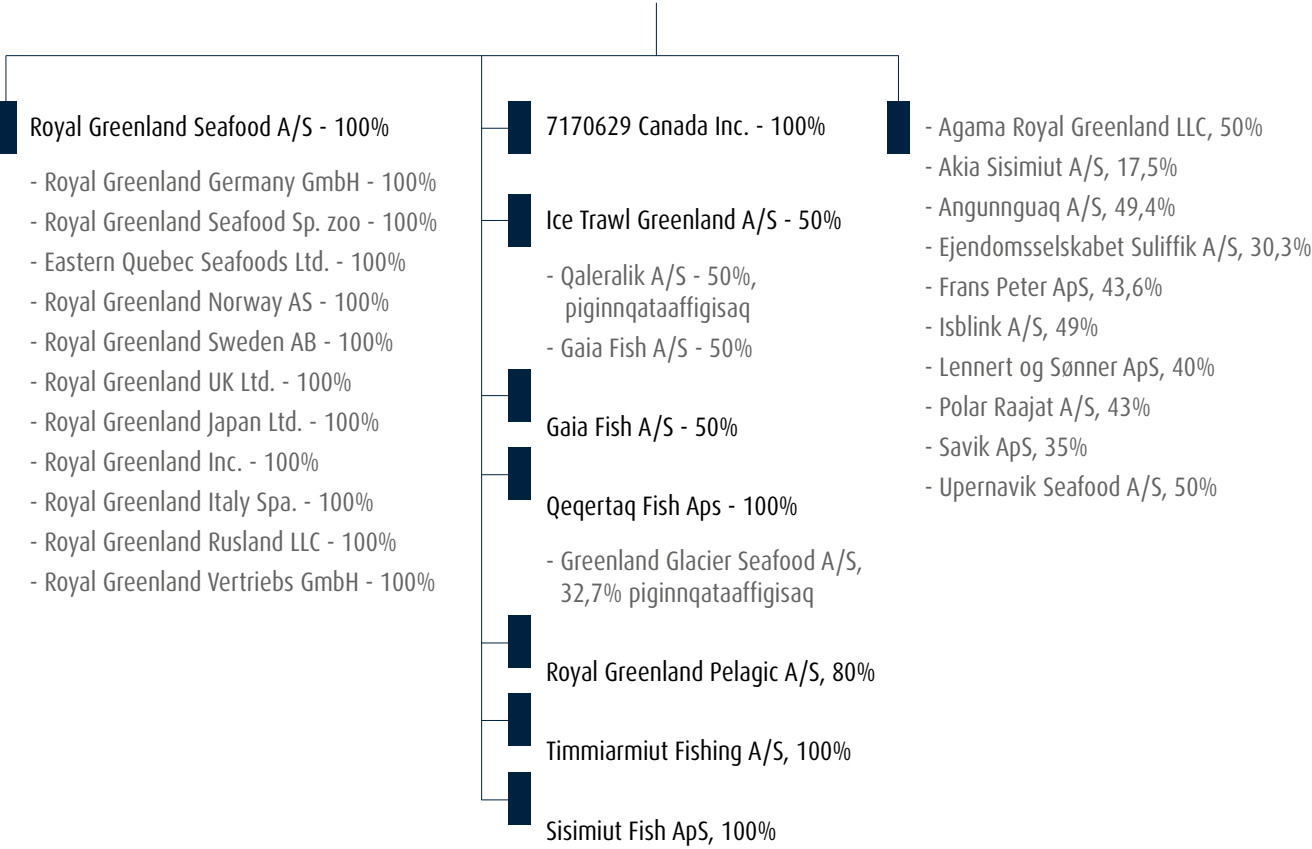 Royal Greenland Seafood A/S - 100%
- Royal Greenland Germany GmbH - 100%
- Royal Greenland Seafood Sp. zoo - 100%
- Eastern Quebec Seafoods Ltd. - 100%
- Royal Greenland Norway AS - 100%
- Royal Greenland Sweden AB - 100%
- Royal Greenland UK Ltd. - 100%
- Royal Greenland Japan Ltd. - 100%
- Royal Greenland Inc. - 100%
- Royal Greenland Italy Spa. - 100%
- Royal Greenland Rusland LLC - 100%
- Royal Greenland Vertriebs GmbH - 100%
7170629 Canada Inc. - 100%
Ice Trawl Greenland A/S - 50%
- Qaleralik A/S - 50%,
piginnqataaffigisaq
- Gaia Fish A/S - 50%
Gaia Fish A/S - 50%
Qeqertaq Fish Aps - 100%
- Greenland Glacier Seafood A/S,
32,7% piginnqataaffigisaq
Royal Greenland Pelagic A/S, 80%
Timmiarmiut Fishing A/S, 100%
Sisimiut Fish ApS, 100%
- Agama Royal Greenland LLC, 50%
- Akia Sisimiut A/S, 17,5%
- Angunnguaq A/S, 49,4%
- Ejendomsselskabet Suliffik A/S, 30,3%
- Frans Peter ApS, 43,6%
- Isblink A/S, 49%
- Lennert og Sønner ApS, 40%
- Polar Raajat A/S, 43%
- Savik ApS, 35%
- Upernavik Seafood A/S, 50%